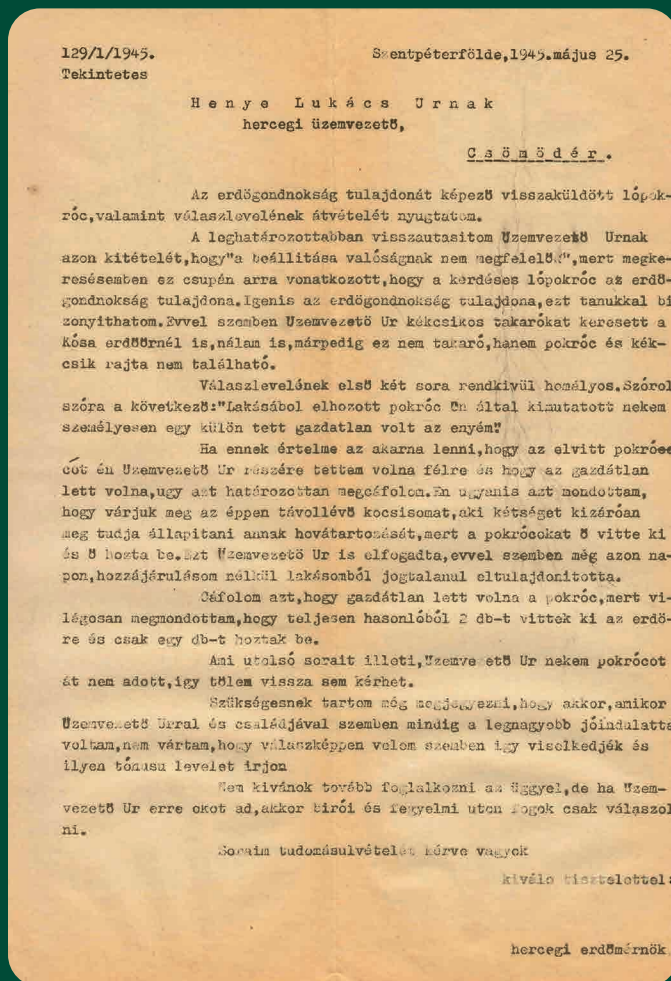 129/1/1945. Szentpéterfölde,1945.május 25.
Tekintetes
Henye Lukács Urnak
hercegi üzemvezető,
Csömödér.
Az erdőgondnokság tulajdonát képező visszaküldött lópok-
róc,valamint válaszlevelének átvételét nyugtatom.
A leghatározottabban visszautasitom Üzemvezető Urnak
azon kitételét,hogy"a beállitása valóságnak nem megfelelő!",mert megke-
resésemben ez csupán arra vonatkozott,hogy a kérdéses lópokróc az erdő-
gondnokság tulajdona.Igenis az erdőgondnokság tulajdona,ezt tanukkal bi
zonyithatom.Evvel szemben Üzemvezető Ur kékcsikos takarókat keresett a
Kósa erdőőrnél is,nálam is,márpedig ez nem takaró,hanem pokróc és kék-
csik rajta nem található.
Válaszlevelének első két sora rendkivül homályos.Szórol
szóra a következő:"Lakásából elhozott pokróc Ön által kimutatott nekem
személyesen egy külön tett gazdatlan volt az enyém"
Ha ennek értelme az akarna lenni,hogy az elvitt pokróc
cót én Üzemvezető Ur részére tettem volna félre és hogy az gazdátlan
lett volna,ugy azt határozottan megcáfolom.Én ugyanis azt mondottam,
hogy várjuk meg az éppen távollévő kocsisomat,aki kétséget kizáróan
meg tudja állapitani annak hovátartozását,mert a pokrócokat ő vitte ki
és ő hozta be.Ezt Üzemvezető Ur is elfogadta,evvel szemben még azon na-
pon,hozzájárulásom nélkül lakásomból jogtalanul eltulajdonitotta.
Cáfolom azt,hogy gazdátlan lett volna a pokróc,mert vi-
lágosan megmondottam,hogy teljesen hasonlóból 2 db-t vittek ki az erdő-
re és csak egy db-t hoztak be.
Ami utolsó sorait illeti,Üzemvezető Ur nekem pokrócot
át nem adott,igy tőlem vissza sem kérhet.
Szükségesnek tartom még megjegyezni,hogy akkor,amikor
Üzemvezető Urral és családjával szemben mindig a legnagyobb jóindulatta
voltam,nem vártam,hogy válaszképpen velem szemben igy viselkedjék és
ilyen tónusu levelet irjon
Nem kivánok tovább foglalkozni az üggyel,de ha Üzem-
vezető Ur erre okot ad,akkor birói és fegyelmi uton fogok csak válaszol
ni.
Soraim tudomásulvételét kérve vagyok
kiváló tisztelettel:
hercegi erdőmérnök